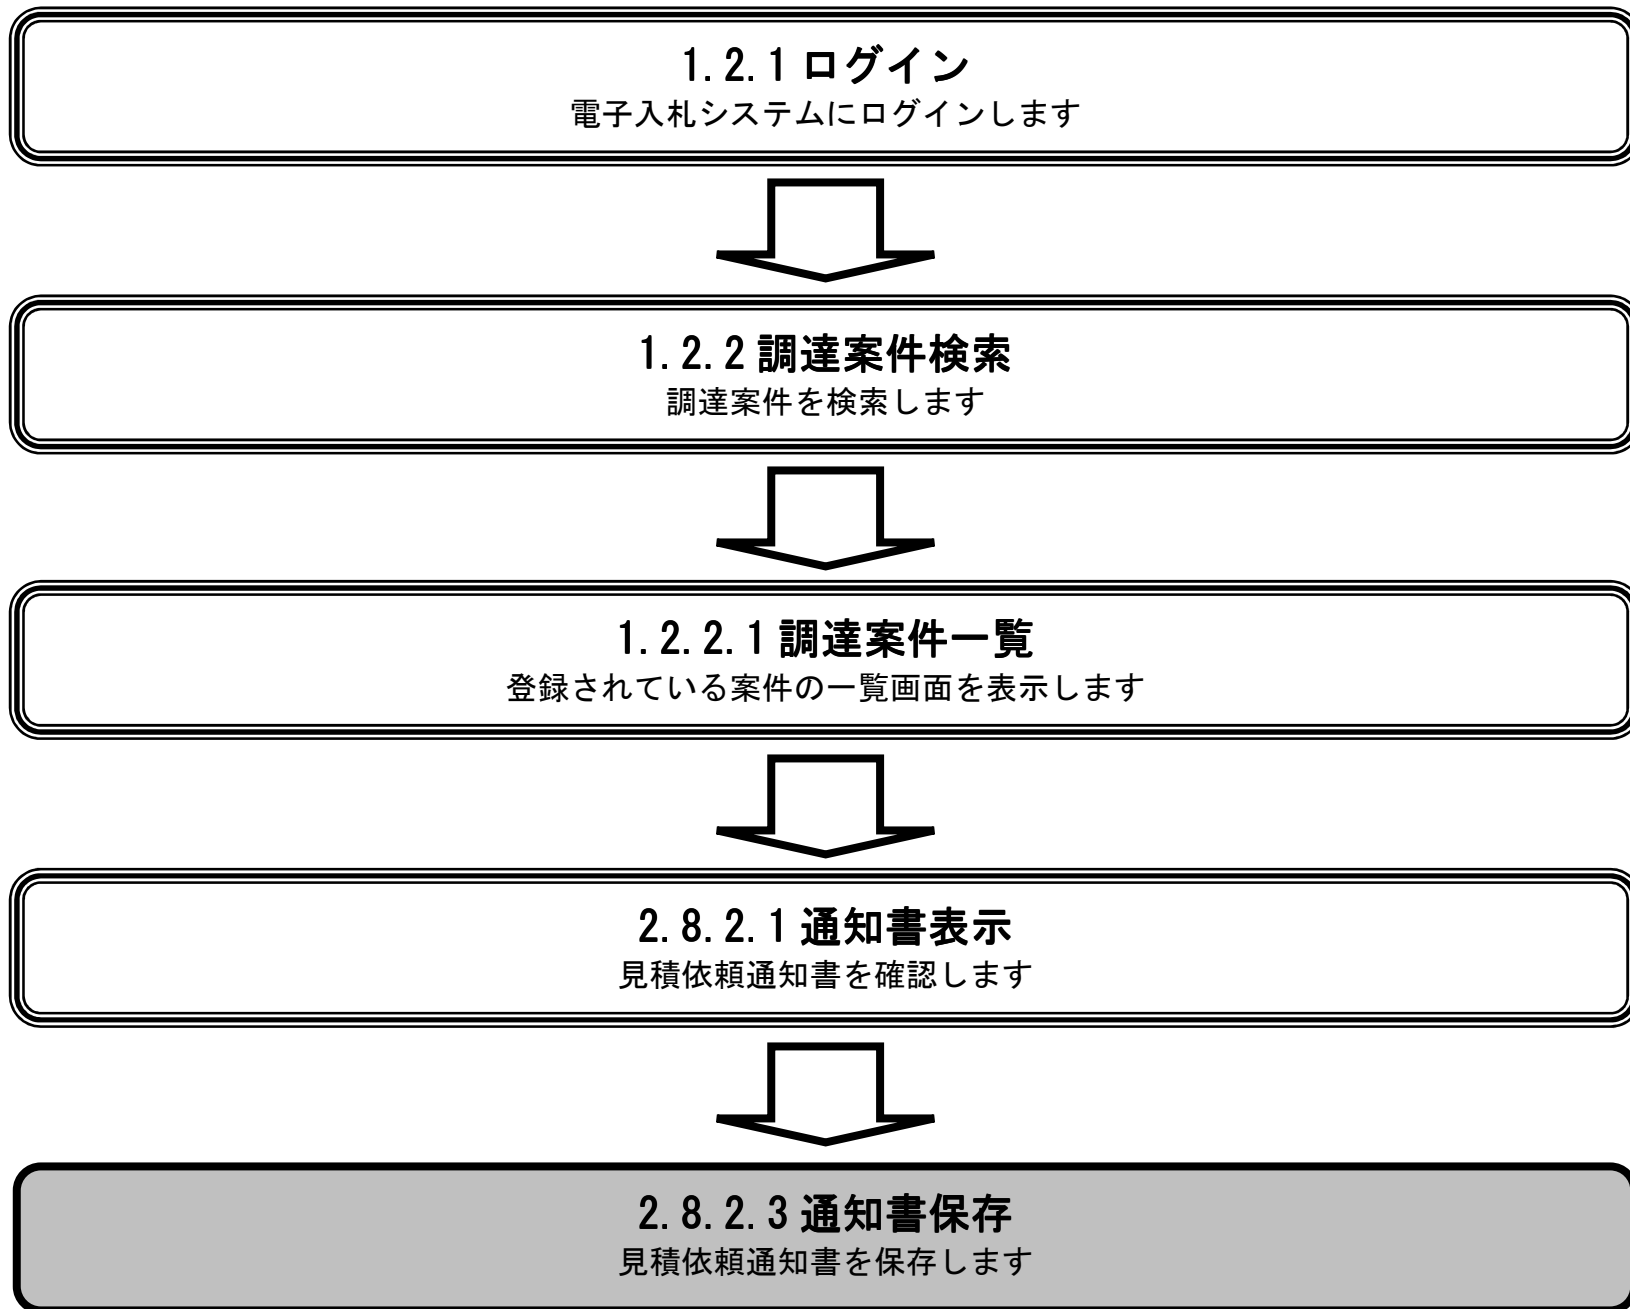 1.2.1 ログイン
電子入札システムにログインします
1.2.2 調達案件検索
調達案件を検索します
1.2.2.1 調達案件一覧
登録されている案件の一覧画面を表示します
2.8.2.1 通知書表示
見積依頼通知書を確認します
2.8.2.3 通知書保存
見積依頼通知書を保存します